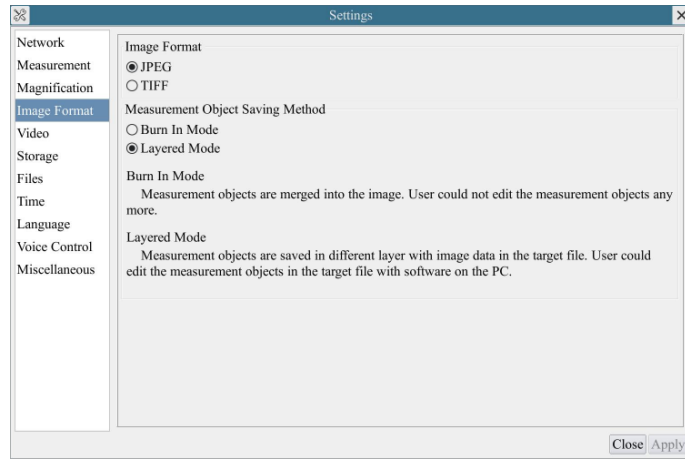 Settings
Network
Measurement
Magnification
Image Format
Video
Storage
Files
Time
Language
Voice Control
Miscellaneous
Image Format
JPEG
TIFF
Measurement Object Saving Method
Burn In Mode
Layered Mode
Burn In Mode
Measurement objects are merged into the image. User could not edit the measurement objects any
more.
Layered Mode
Measurement objects are saved in different layer with image data in the target file. User could
edit the measurement objects in the target file with software on the PC.
Close Apply